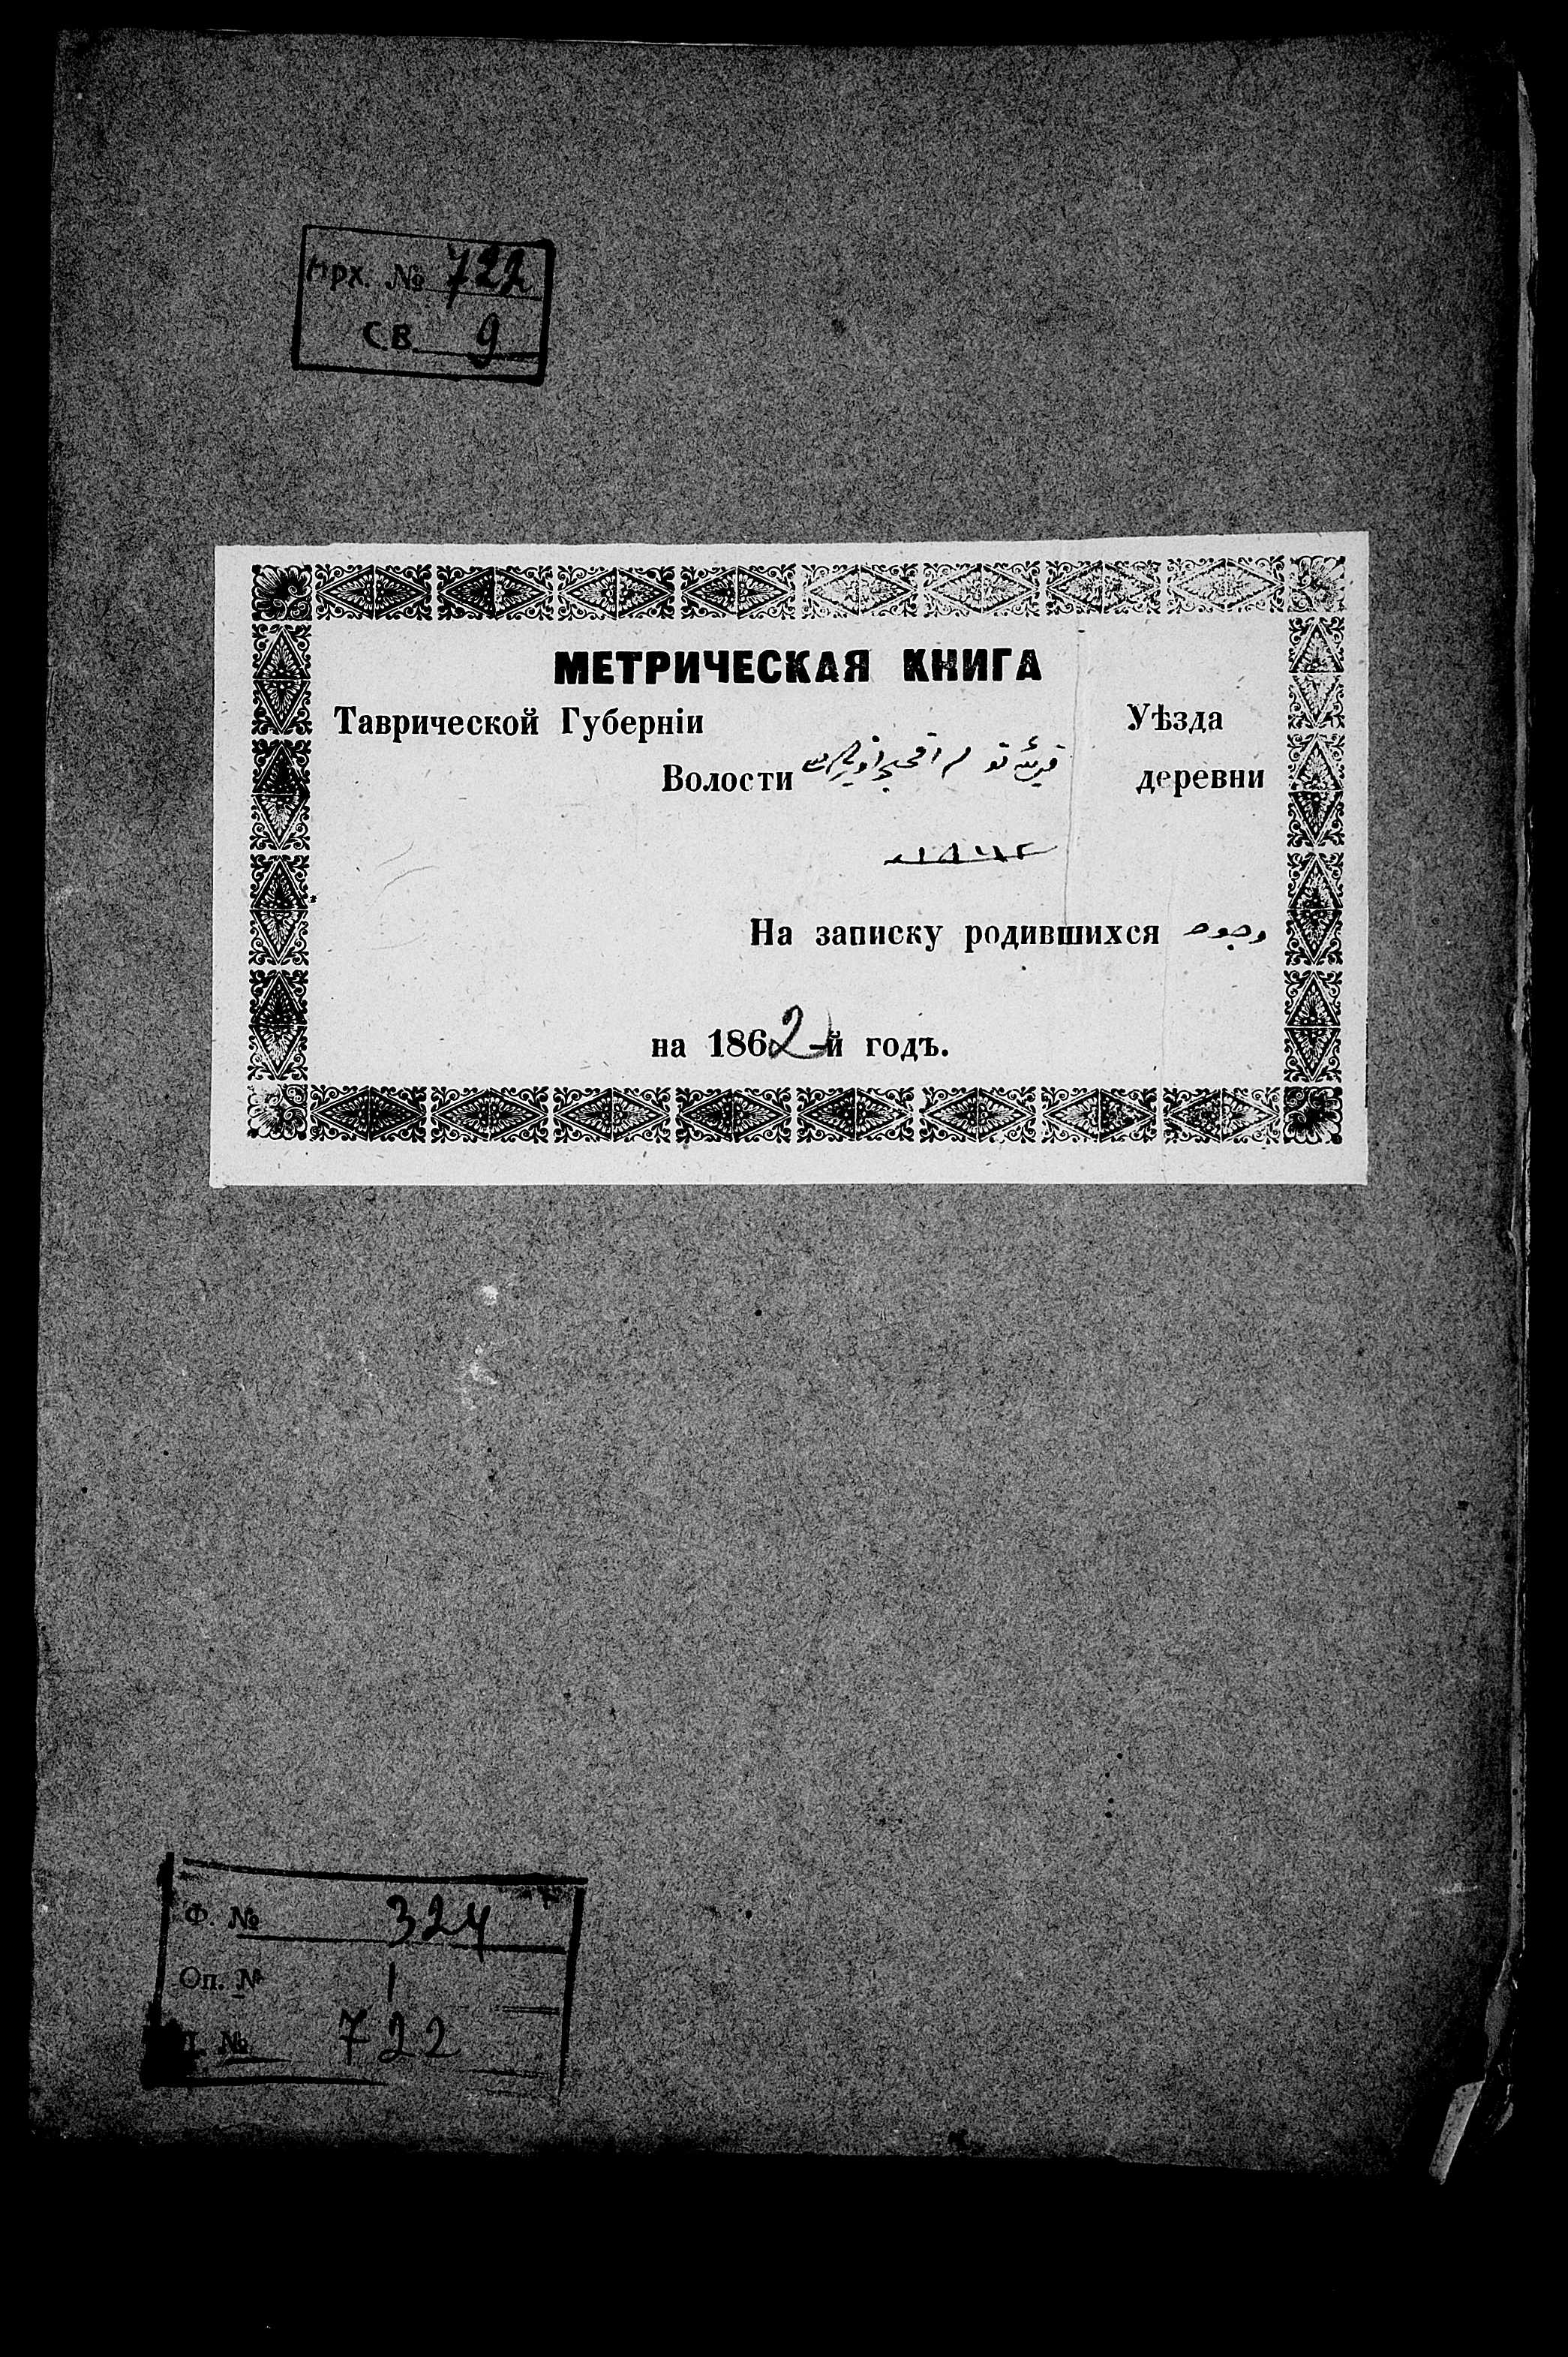 Арх. № 722
СВ 9
МЕТРИЧЕСКАЯ КНИГА
Таврической Губерніи Уѣзда
Волости деревни
١٨٦٢
На записку родившихся
на 1862-й годъ.
Ф. № 324
Оп. № 1
Д. № 722